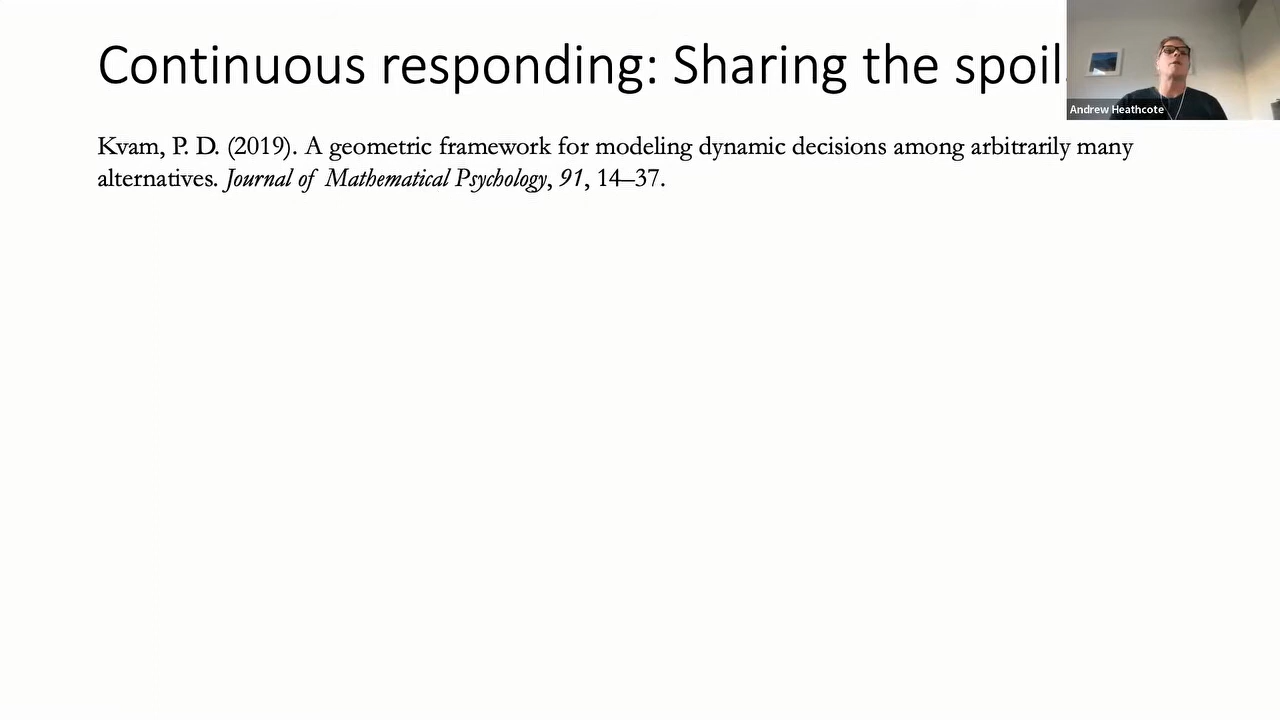 Continuous responding: Sharing the spoil
Andrew Heathcote
Kvam, P. D. (2019). A geometric framework for modeling dynamic decisions among arbitrarily many
alternatives. Journal of Mathematical Psychology, 91, 14–37.